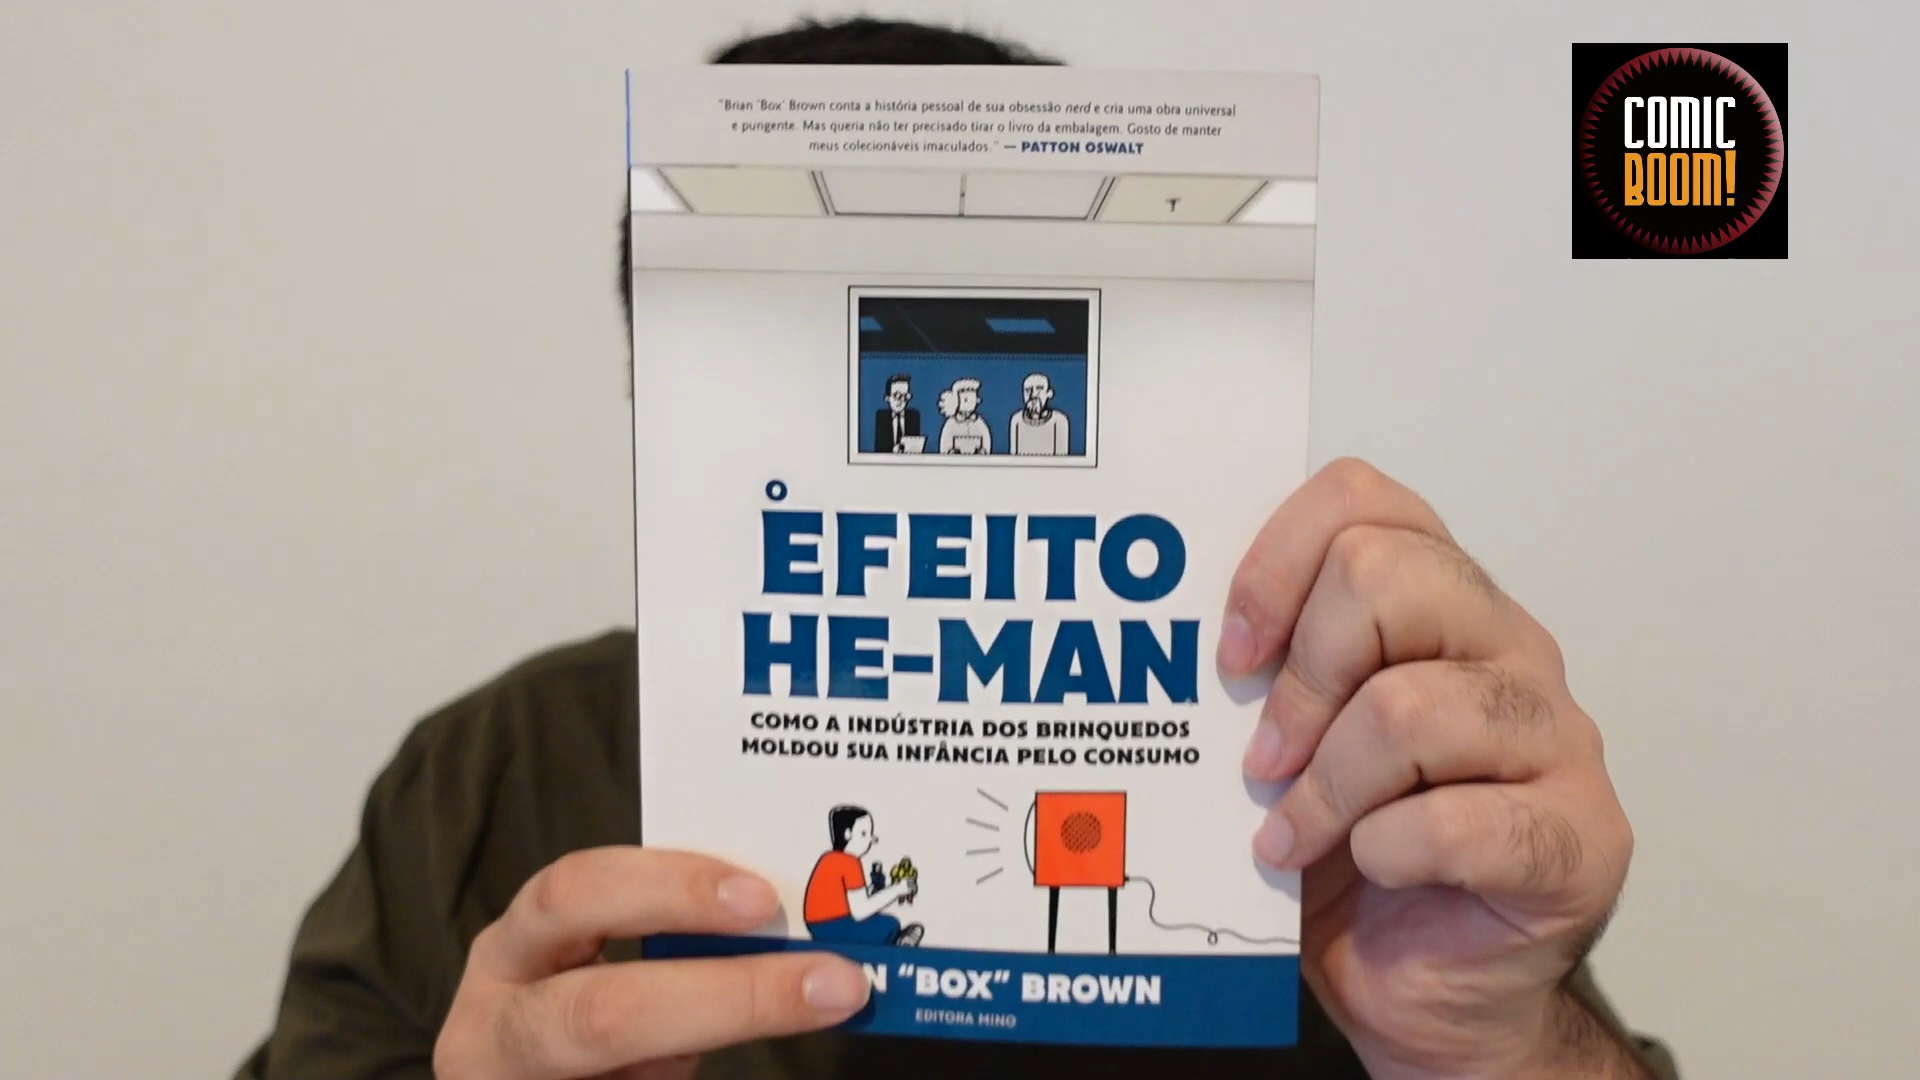 "Brian 'Box' Brown conta a história pessoal de sua obsessão nerd e cria uma obra universal
e pungente. Mas queria não ter precisado tirar o livro da embalagem. Gosto de manter
meus colecionáveis imaculados." — PATTON OSWALT
COMIC
BOOM!
O
EFEITO
HE-MAN
COMO A INDÚSTRIA DOS BRINQUEDOS
MOLDOU SUA INFÂNCIA PELO CONSUMO
N "BOX" BROWN
EDITORA MINO